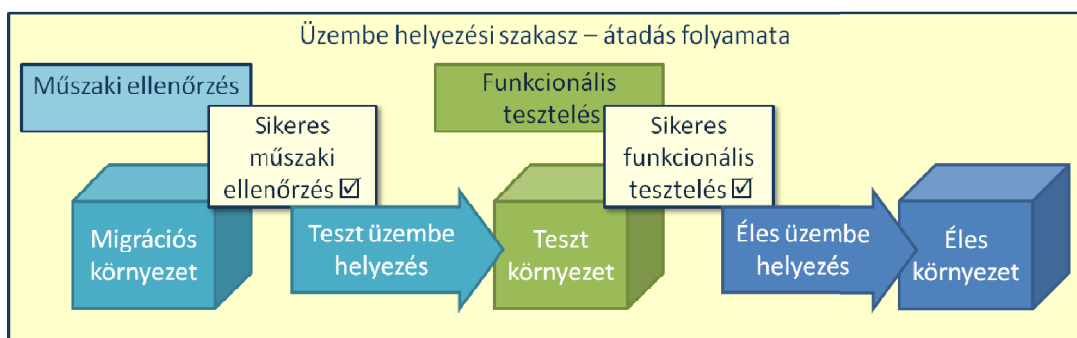 Üzembe helyezési szakasz – átadás folyamata
Műszaki ellenőrzés
Sikeres
műszaki
ellenőrzés ☑
Funkcionális
tesztelés
Sikeres
funkcionális
tesztelés ☑
Migrációs
környezet
Teszt üzembe
helyezés
Teszt
környezet
Éles üzembe
helyezés
Éles
környezet